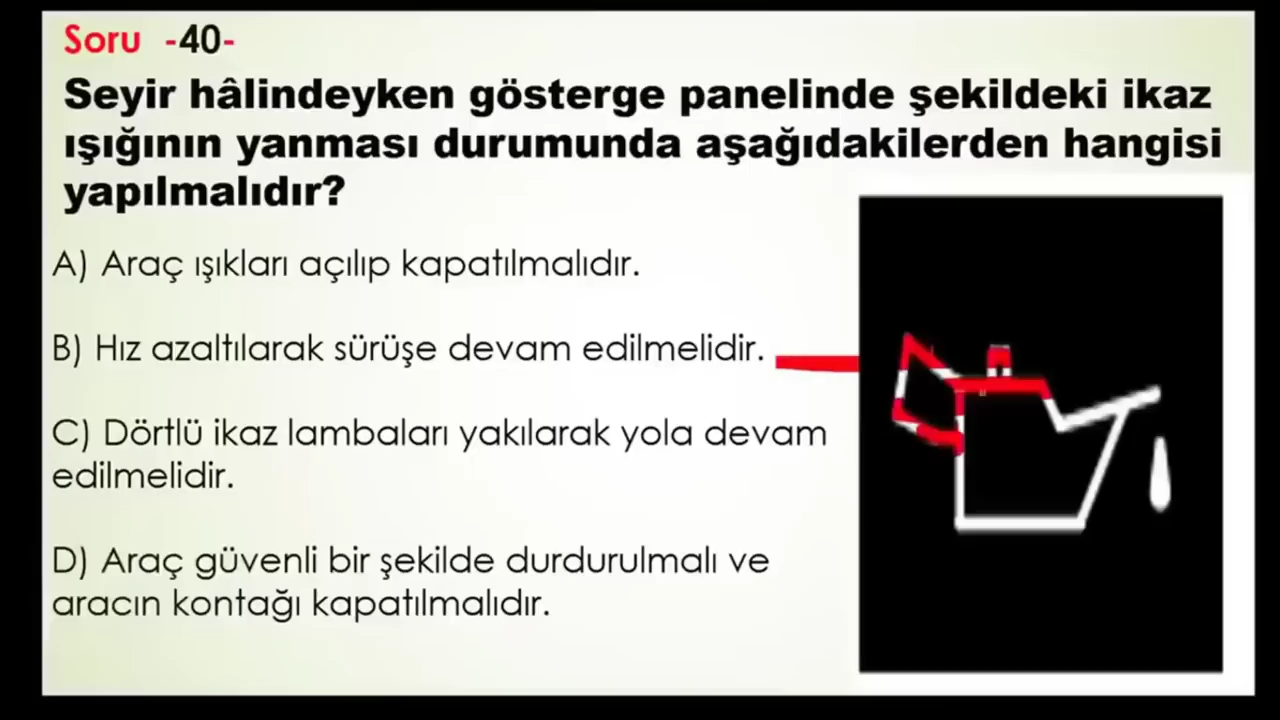 Soru -40-
Seyir hâlindeyken gösterge panelinde şekildeki ikaz
ışığının yanması durumunda aşağıdakilerden hangisi
yapılmalıdır?
A) Araç ışıkları açılıp kapatılmalıdır.
B) Hız azaltılarak sürüşe devam edilmelidir.
C) Dörtlü ikaz lambaları yakılarak yola devam
edilmelidir.
D) Araç güvenli bir şekilde durdurulmalı ve
aracın kontağı kapatılmalıdır.